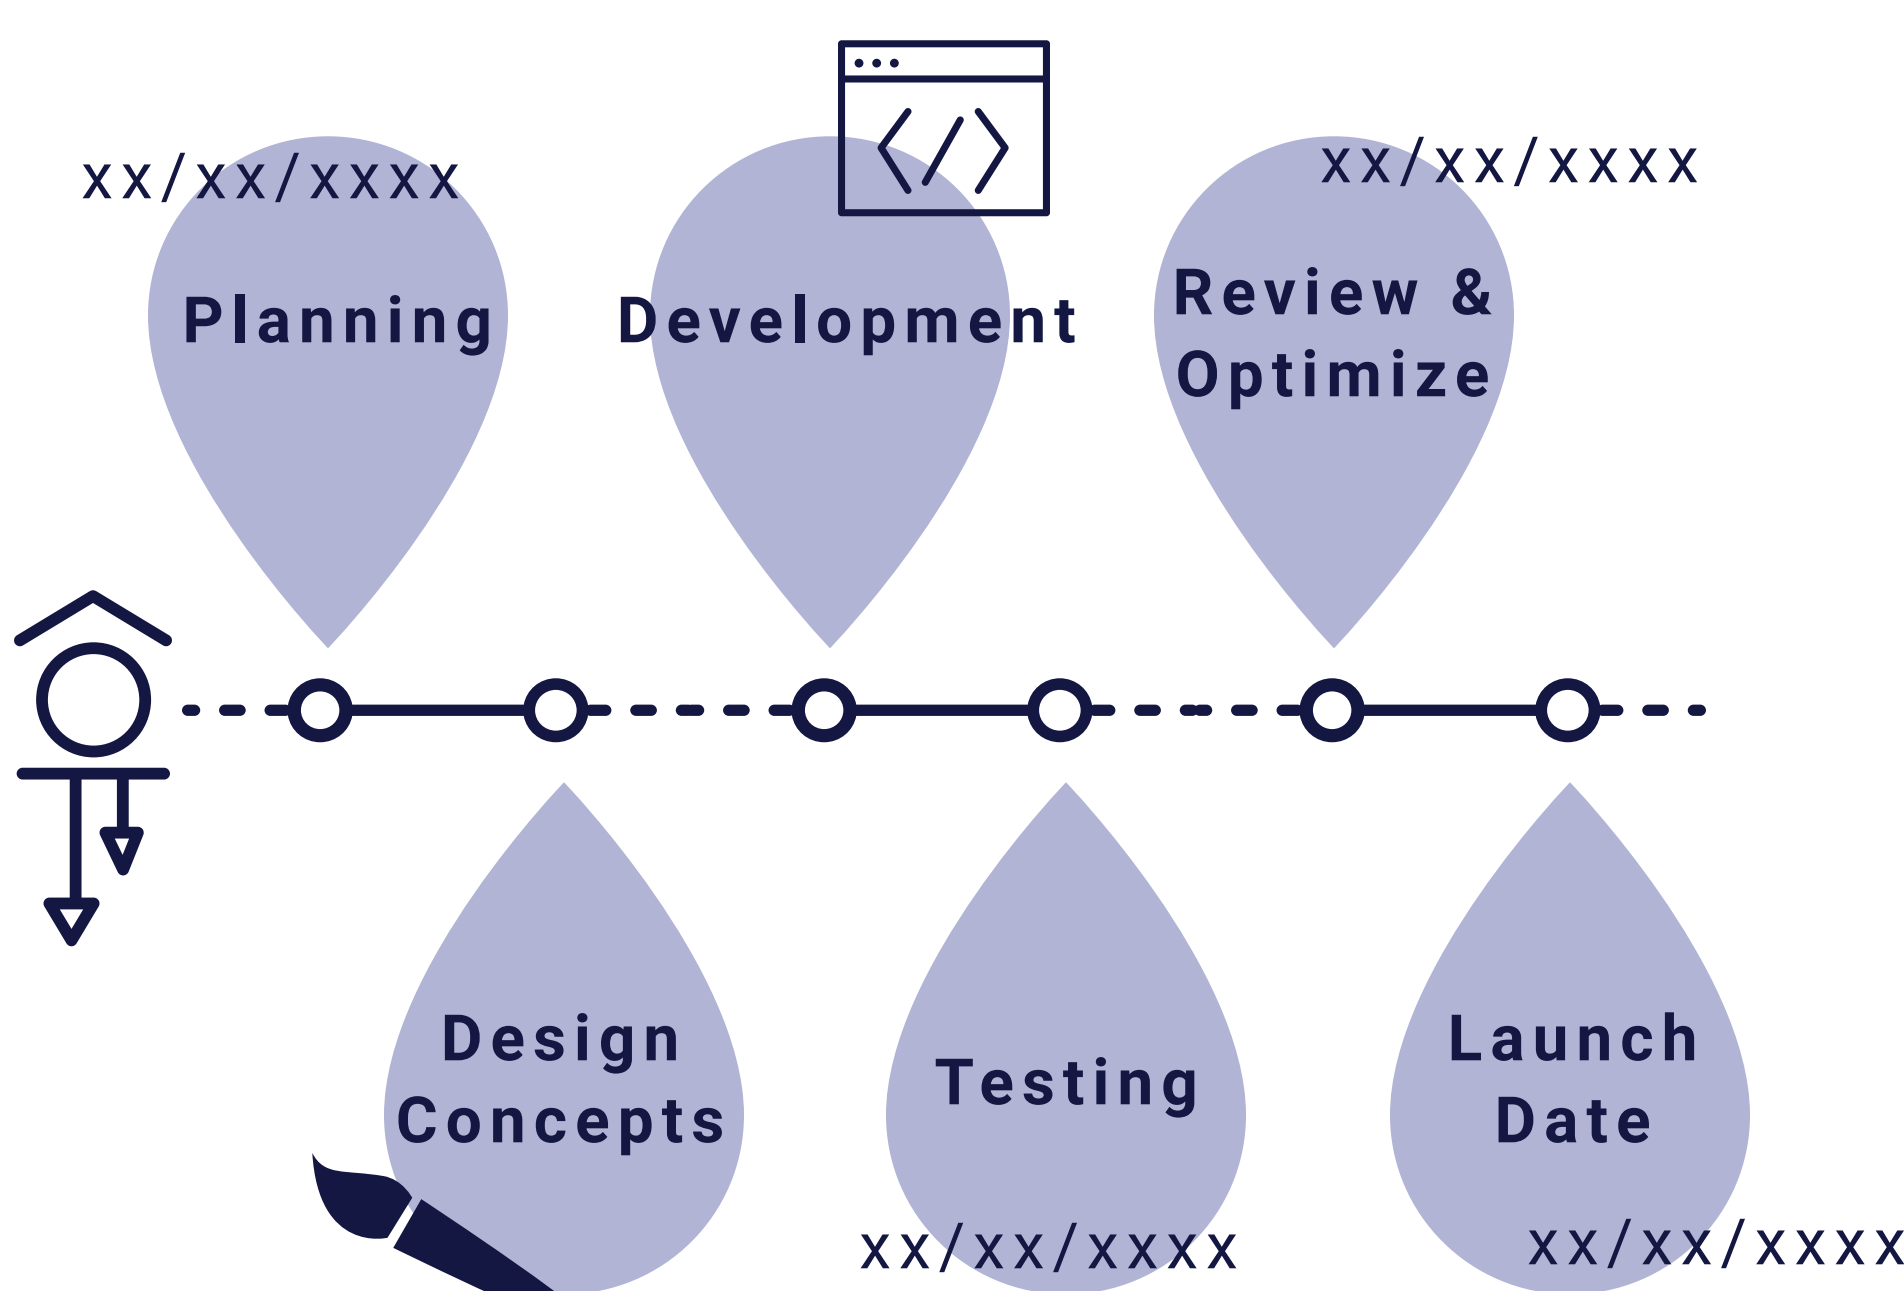 xx/xx/xxxx
Planning
</>
Development
xx/xx/xxxx
Review &
Optimize
Design
Concepts
Testing
xx/xx/xxxx
Launch
Date
xx/xx/xxxx